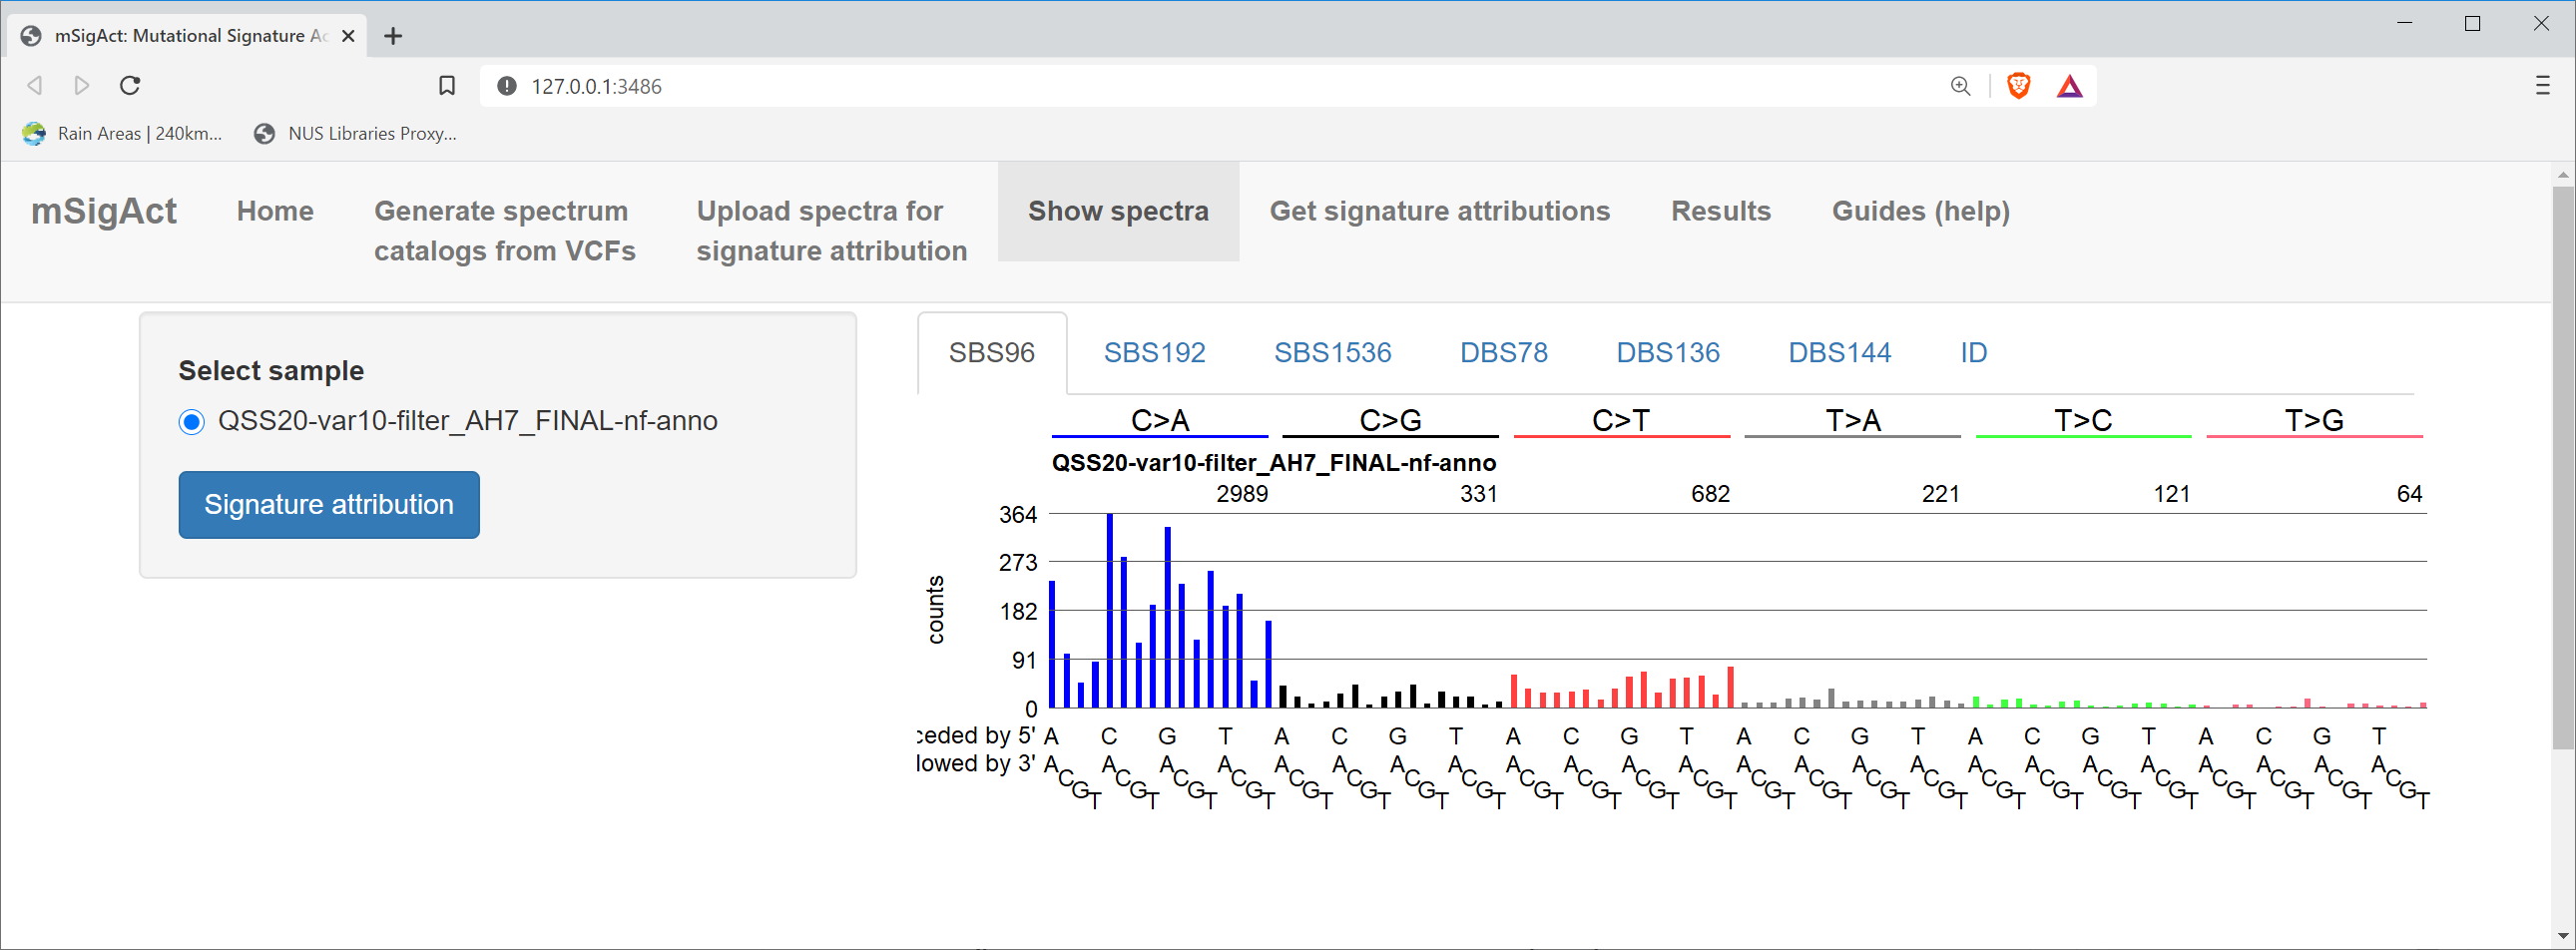 mSigAct: Mutational Signature Ac
127.0.0.1:3486
Rain Areas | 240km... NUS Libraries Proxy...
mSigAct Home Generate spectrum catalogs from VCFs Upload spectra for signature attribution Show spectra Get signature attributions Results Guides (help)
Select sample
QSS20-var10-filter_AH7_FINAL-nf-anno
Signature attribution
SBS96 SBS192 SBS1536 DBS78 DBS136 DBS144 ID
C>A C>G C>T T>A T>C T>G
QSS20-var10-filter_AH7_FINAL-nf-anno
2989 331 682 221 121 64
364
273
182
91
0
counts
ceded by 5' A C G T A C G T A C G T A C G T A C G T A C G T
lowed by 3' A C G T A C G T A C G T A C G T A C G T A C G T A C G T A C G T A C G T A C G T A C G T A C G T A C G T A C G T A C G T A C G T A C G T A C G T A C G T A C G T A C G T A C G T A C G T A C G T